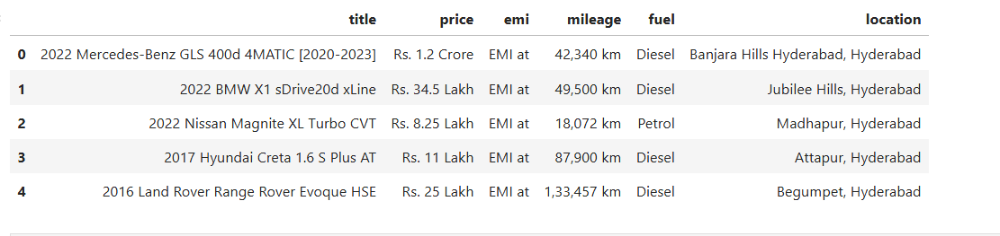 title price emi mileage fuel location
0 2022 Mercedes-Benz GLS 400d 4MATIC [2020-2023] Rs. 1.2 Crore EMI at 42,340 km Diesel Banjara Hills Hyderabad, Hyderabad
1 2022 BMW X1 sDrive20d xLine Rs. 34.5 Lakh EMI at 49,500 km Diesel Jubilee Hills, Hyderabad
2 2022 Nissan Magnite XL Turbo CVT Rs. 8.25 Lakh EMI at 18,072 km Petrol Madhapur, Hyderabad
3 2017 Hyundai Creta 1.6 S Plus AT Rs. 11 Lakh EMI at 87,900 km Diesel Attapur, Hyderabad
4 2016 Land Rover Range Rover Evoque HSE Rs. 25 Lakh EMI at 1,33,457 km Diesel Begumpet, Hyderabad